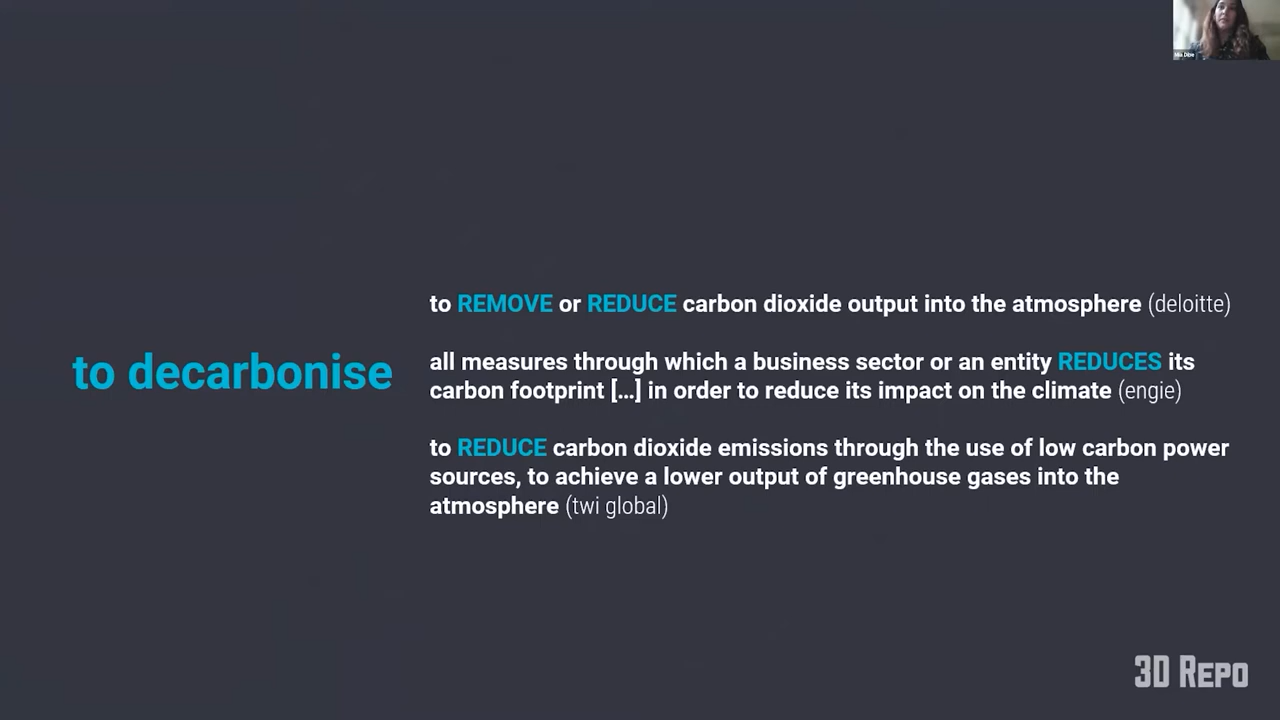 to decarbonise
to REMOVE or REDUCE carbon dioxide output into the atmosphere (deloitte)
all measures through which a business sector or an entity REDUCES its
carbon footprint [...] in order to reduce its impact on the climate (engie)
to REDUCE carbon dioxide emissions through the use of low carbon power
sources, to achieve a lower output of greenhouse gases into the
atmosphere (twi global)
3D REPO